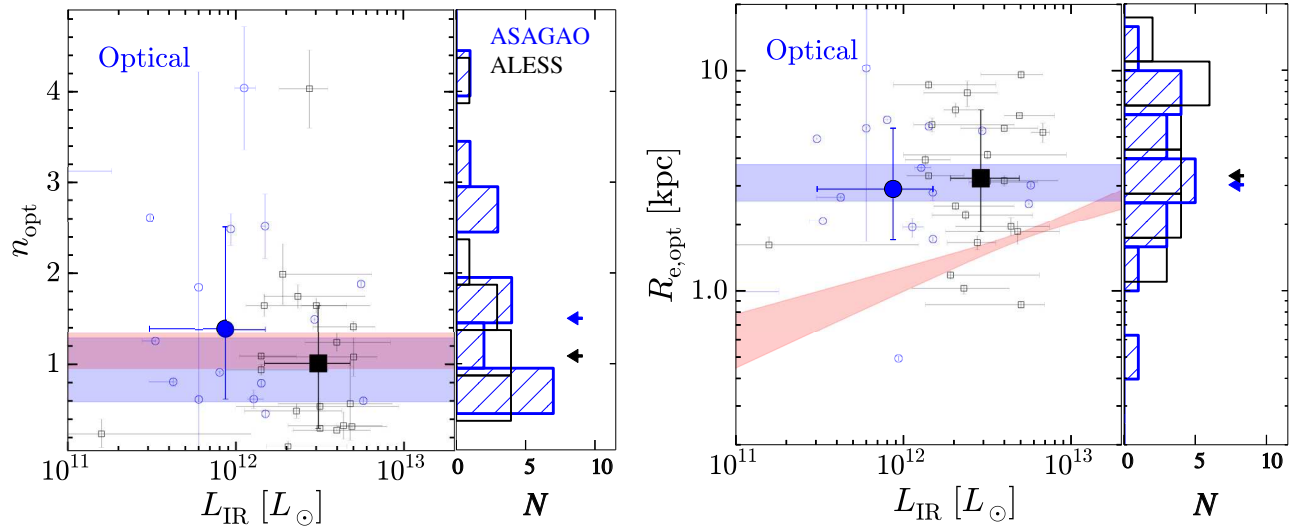 Optical
ASAGAO
ALESS
4
3
2
1
n_opt
10^11
10^12
10^13
0
5
10
L_IR [L_⊙]
N
Optical
10
1.0
R_e,opt [kpc]
10^11
10^12
10^13
0
5
10
L_IR [L_⊙]
N